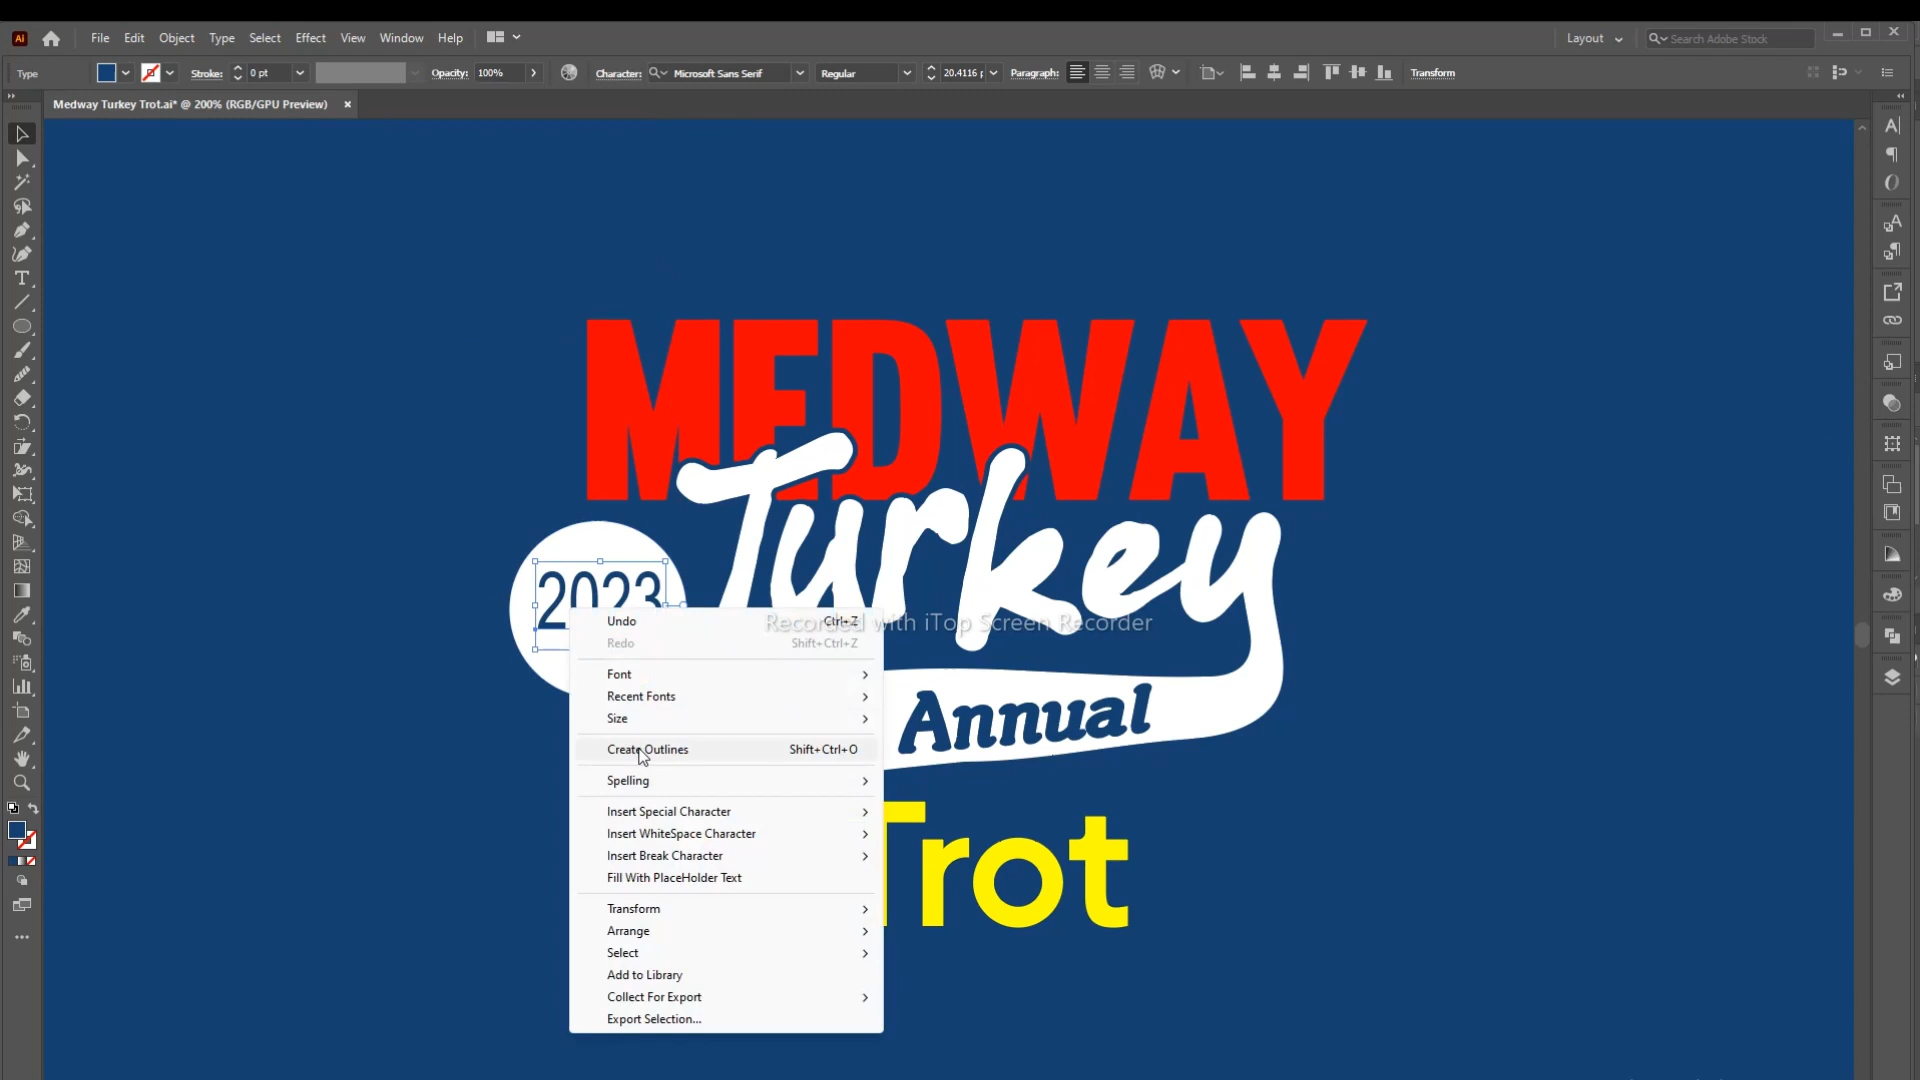 Ai File Edit Object Type Select Effect View Window Help Layout Search Adobe Stock
Type Stroke: 0 pt Opacity: 100% Character: Microsoft Sans Serif Regular 20.4116 p Paragraph: Transform
Medway Turkey Trot.ai* @ 200% (RGB/GPU Preview) ×
MEDWAY
Turkey
2023
Recorded with iTop Screen Recorder
Annual
Trot
Undo Ctrl+Z
Redo Shift+Ctrl+Z
Font
Recent Fonts
Size
Create Outlines Shift+Ctrl+O
Spelling
Insert Special Character
Insert WhiteSpace Character
Insert Break Character
Fill With PlaceHolder Text
Transform
Arrange
Select
Add to Library
Collect For Export
Export Selection...